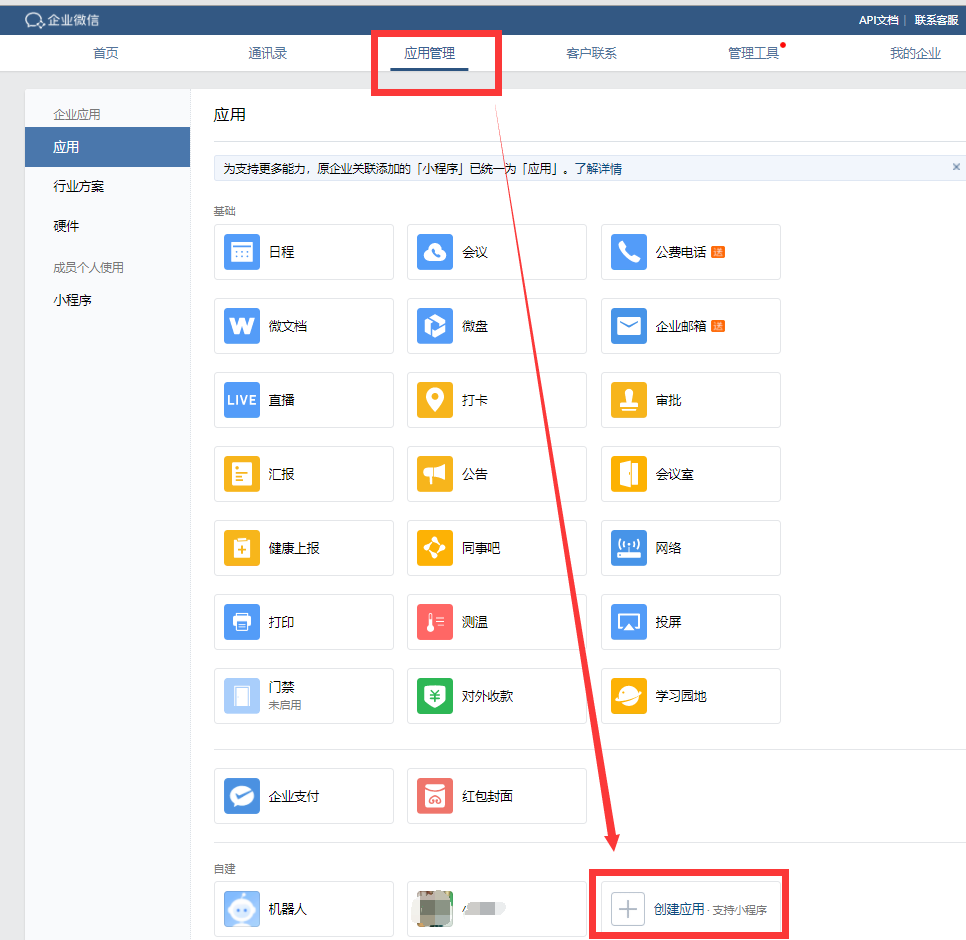 企业微信
API文档 | 联系客服
首页 通讯录 应用管理 客户联系 管理工具 我的企业
企业应用
应用
行业方案
硬件
成员个人使用
小程序
应用
为支持更多能力，原企业关联添加的「小程序」已统一为「应用」。了解详情 ×
基础
日程 会议 公费电话 送
W 微文档 微盘 企业邮箱 送
LIVE 直播 打卡 审批
汇报 公告 会议室
健康上报 同事吧 网络
打印 测温 投屏
门禁 对外收款 学习园地
未启用
企业支付 红包封面
自建
机器人 创建应用 · 支持小程序